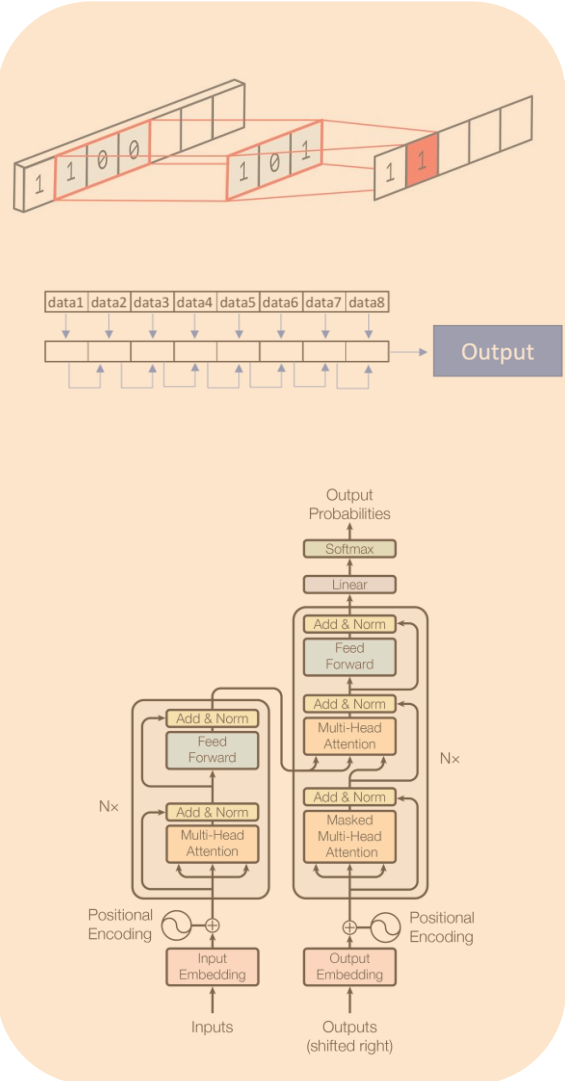 1 1 0 0
1 0 1
1 1
data1 data2 data3 data4 data5 data6 data7 data8
Output
Output
Probabilities
Softmax
Linear
Add & Norm
Feed
Forward
Add & Norm
Multi-Head
Attention
Add & Norm
Masked
Multi-Head
Attention
Nx
Add & Norm
Feed
Forward
Add & Norm
Multi-Head
Attention
Nx
Positional
Encoding
Positional
Encoding
Input
Embedding
Output
Embedding
Inputs
Outputs
(shifted right)